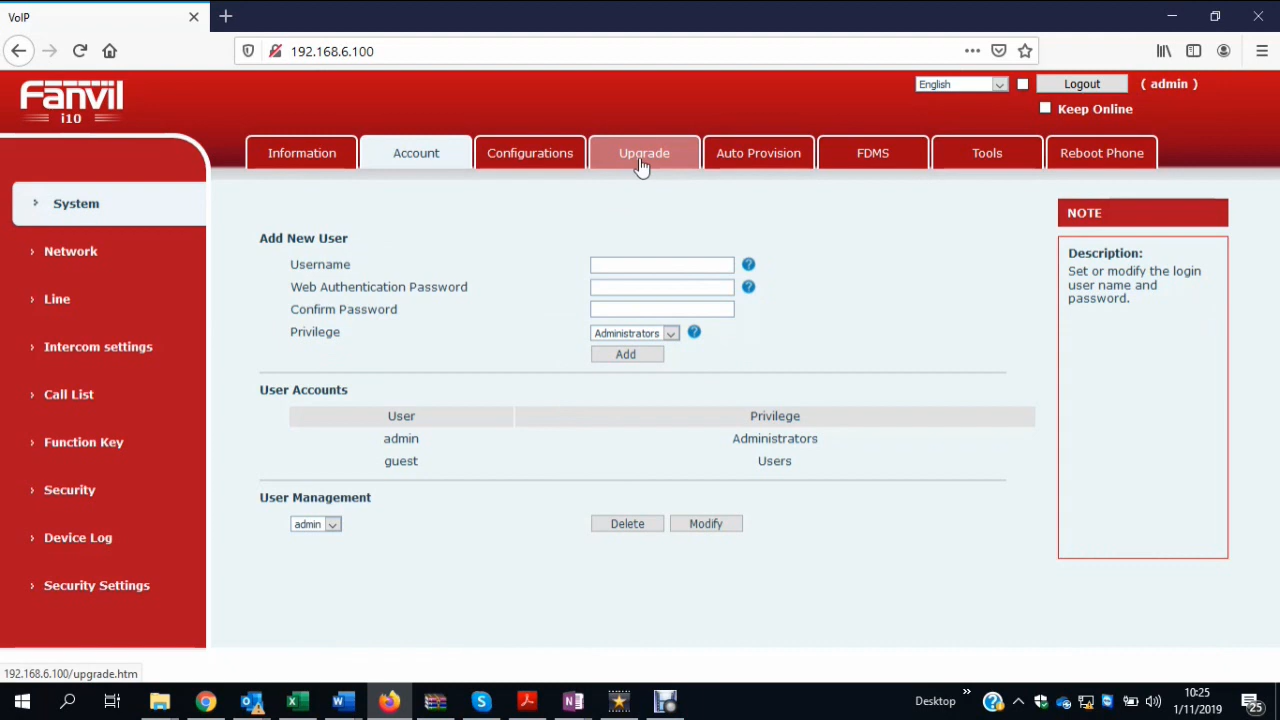 VoIP
192.168.6.100
Fanvil
i10
English
Logout
( admin )
Keep Online
Information
Account
Configurations
Upgrade
Auto Provision
FDMS
Tools
Reboot Phone
System
Network
Line
Intercom settings
Call List
Function Key
Security
Device Log
Security Settings
Add New User
Username
Web Authentication Password
Confirm Password
Privilege
Administrators
Add
User Accounts
User Privilege
admin Administrators
guest Users
User Management
admin
Delete
Modify
NOTE
Description:
Set or modify the login
user name and
password.
192.168.6.100/upgrade.htm
Desktop
10:25
1/11/2019
25